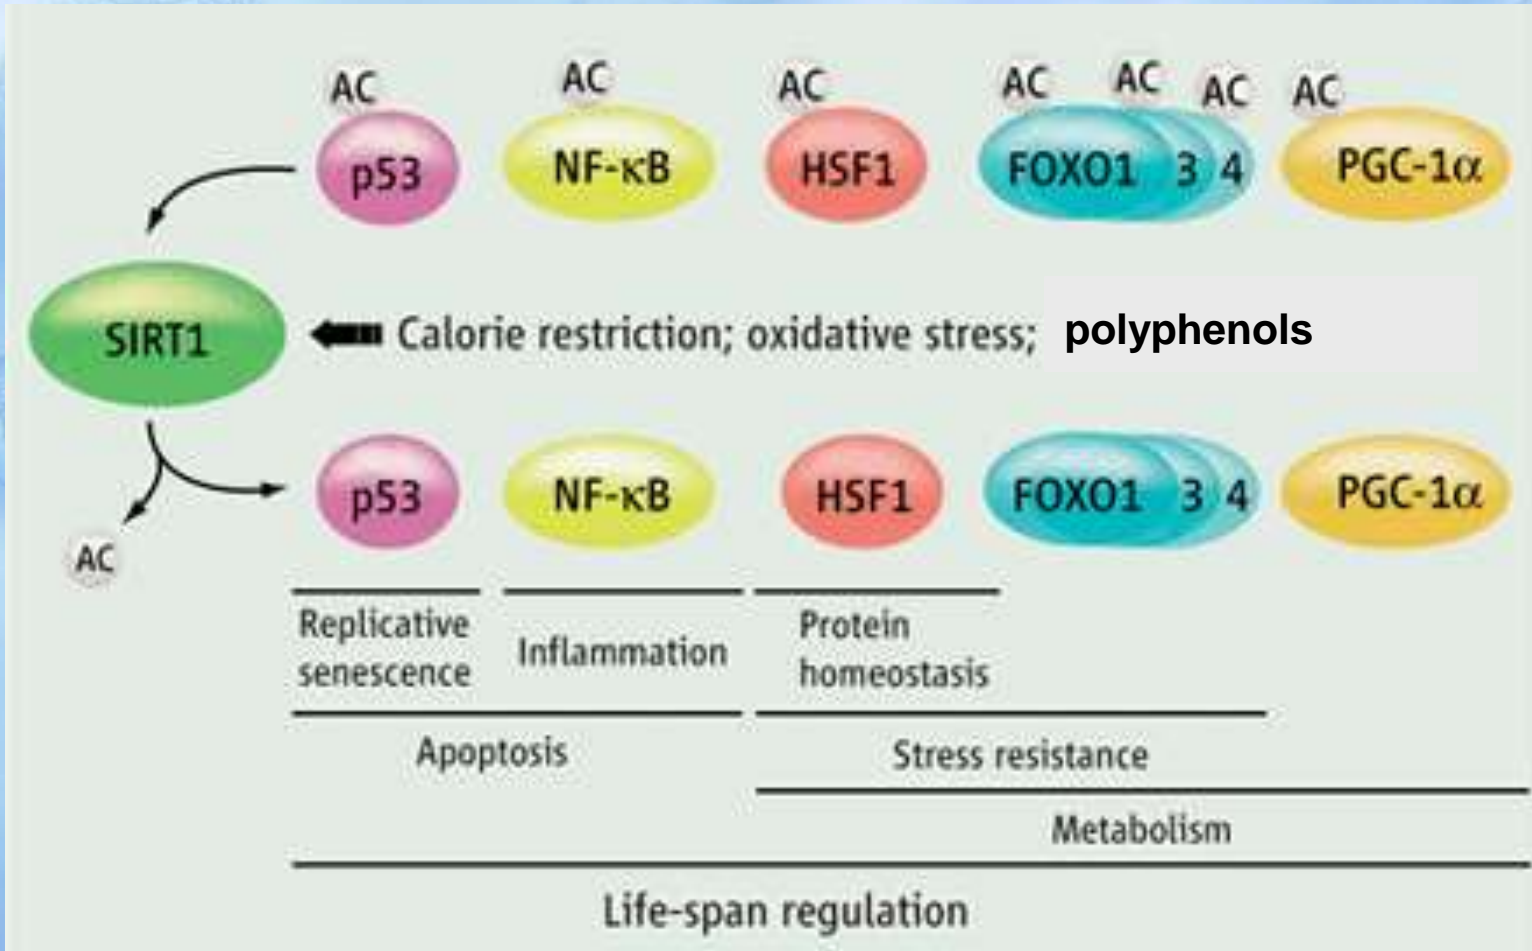 AC AC AC AC AC AC AC
p53 NF-κB HSF1 FOXO1 3 4 PGC-1α
SIRT1 Calorie restriction; oxidative stress; polyphenols
p53 NF-κB HSF1 FOXO1 3 4 PGC-1α
AC
Replicative
senescence
Inflammation
Protein
homeostasis
Apoptosis
Stress resistance
Metabolism
Life-span regulation